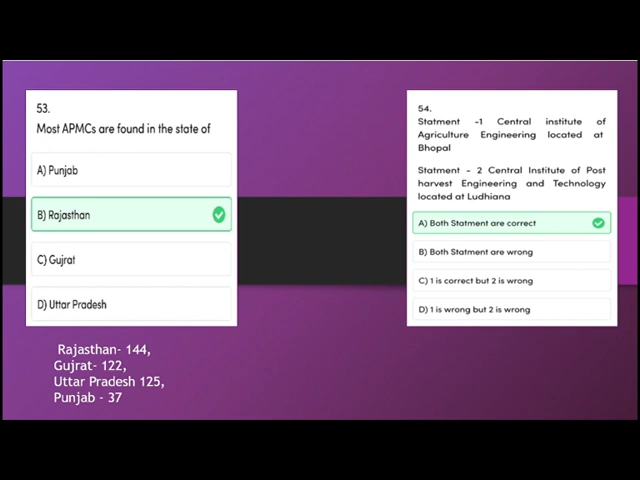 53.
Most APMCs are found in the state of
A) Punjab
B) Rajasthan
C) Gujrat
D) Uttar Pradesh
Rajasthan- 144,
Gujrat- 122,
Uttar Pradesh 125,
Punjab - 37
54.
Statment -1 Central institute of
Agriculture Engineering located at
Bhopal
Statment - 2 Central Institute of Post
harvest Engineering and Technology
located at Ludhiana
A) Both Statment are correct
B) Both Statment are wrong
C) 1 is correct but 2 is wrong
D) 1 is wrong but 2 is wrong